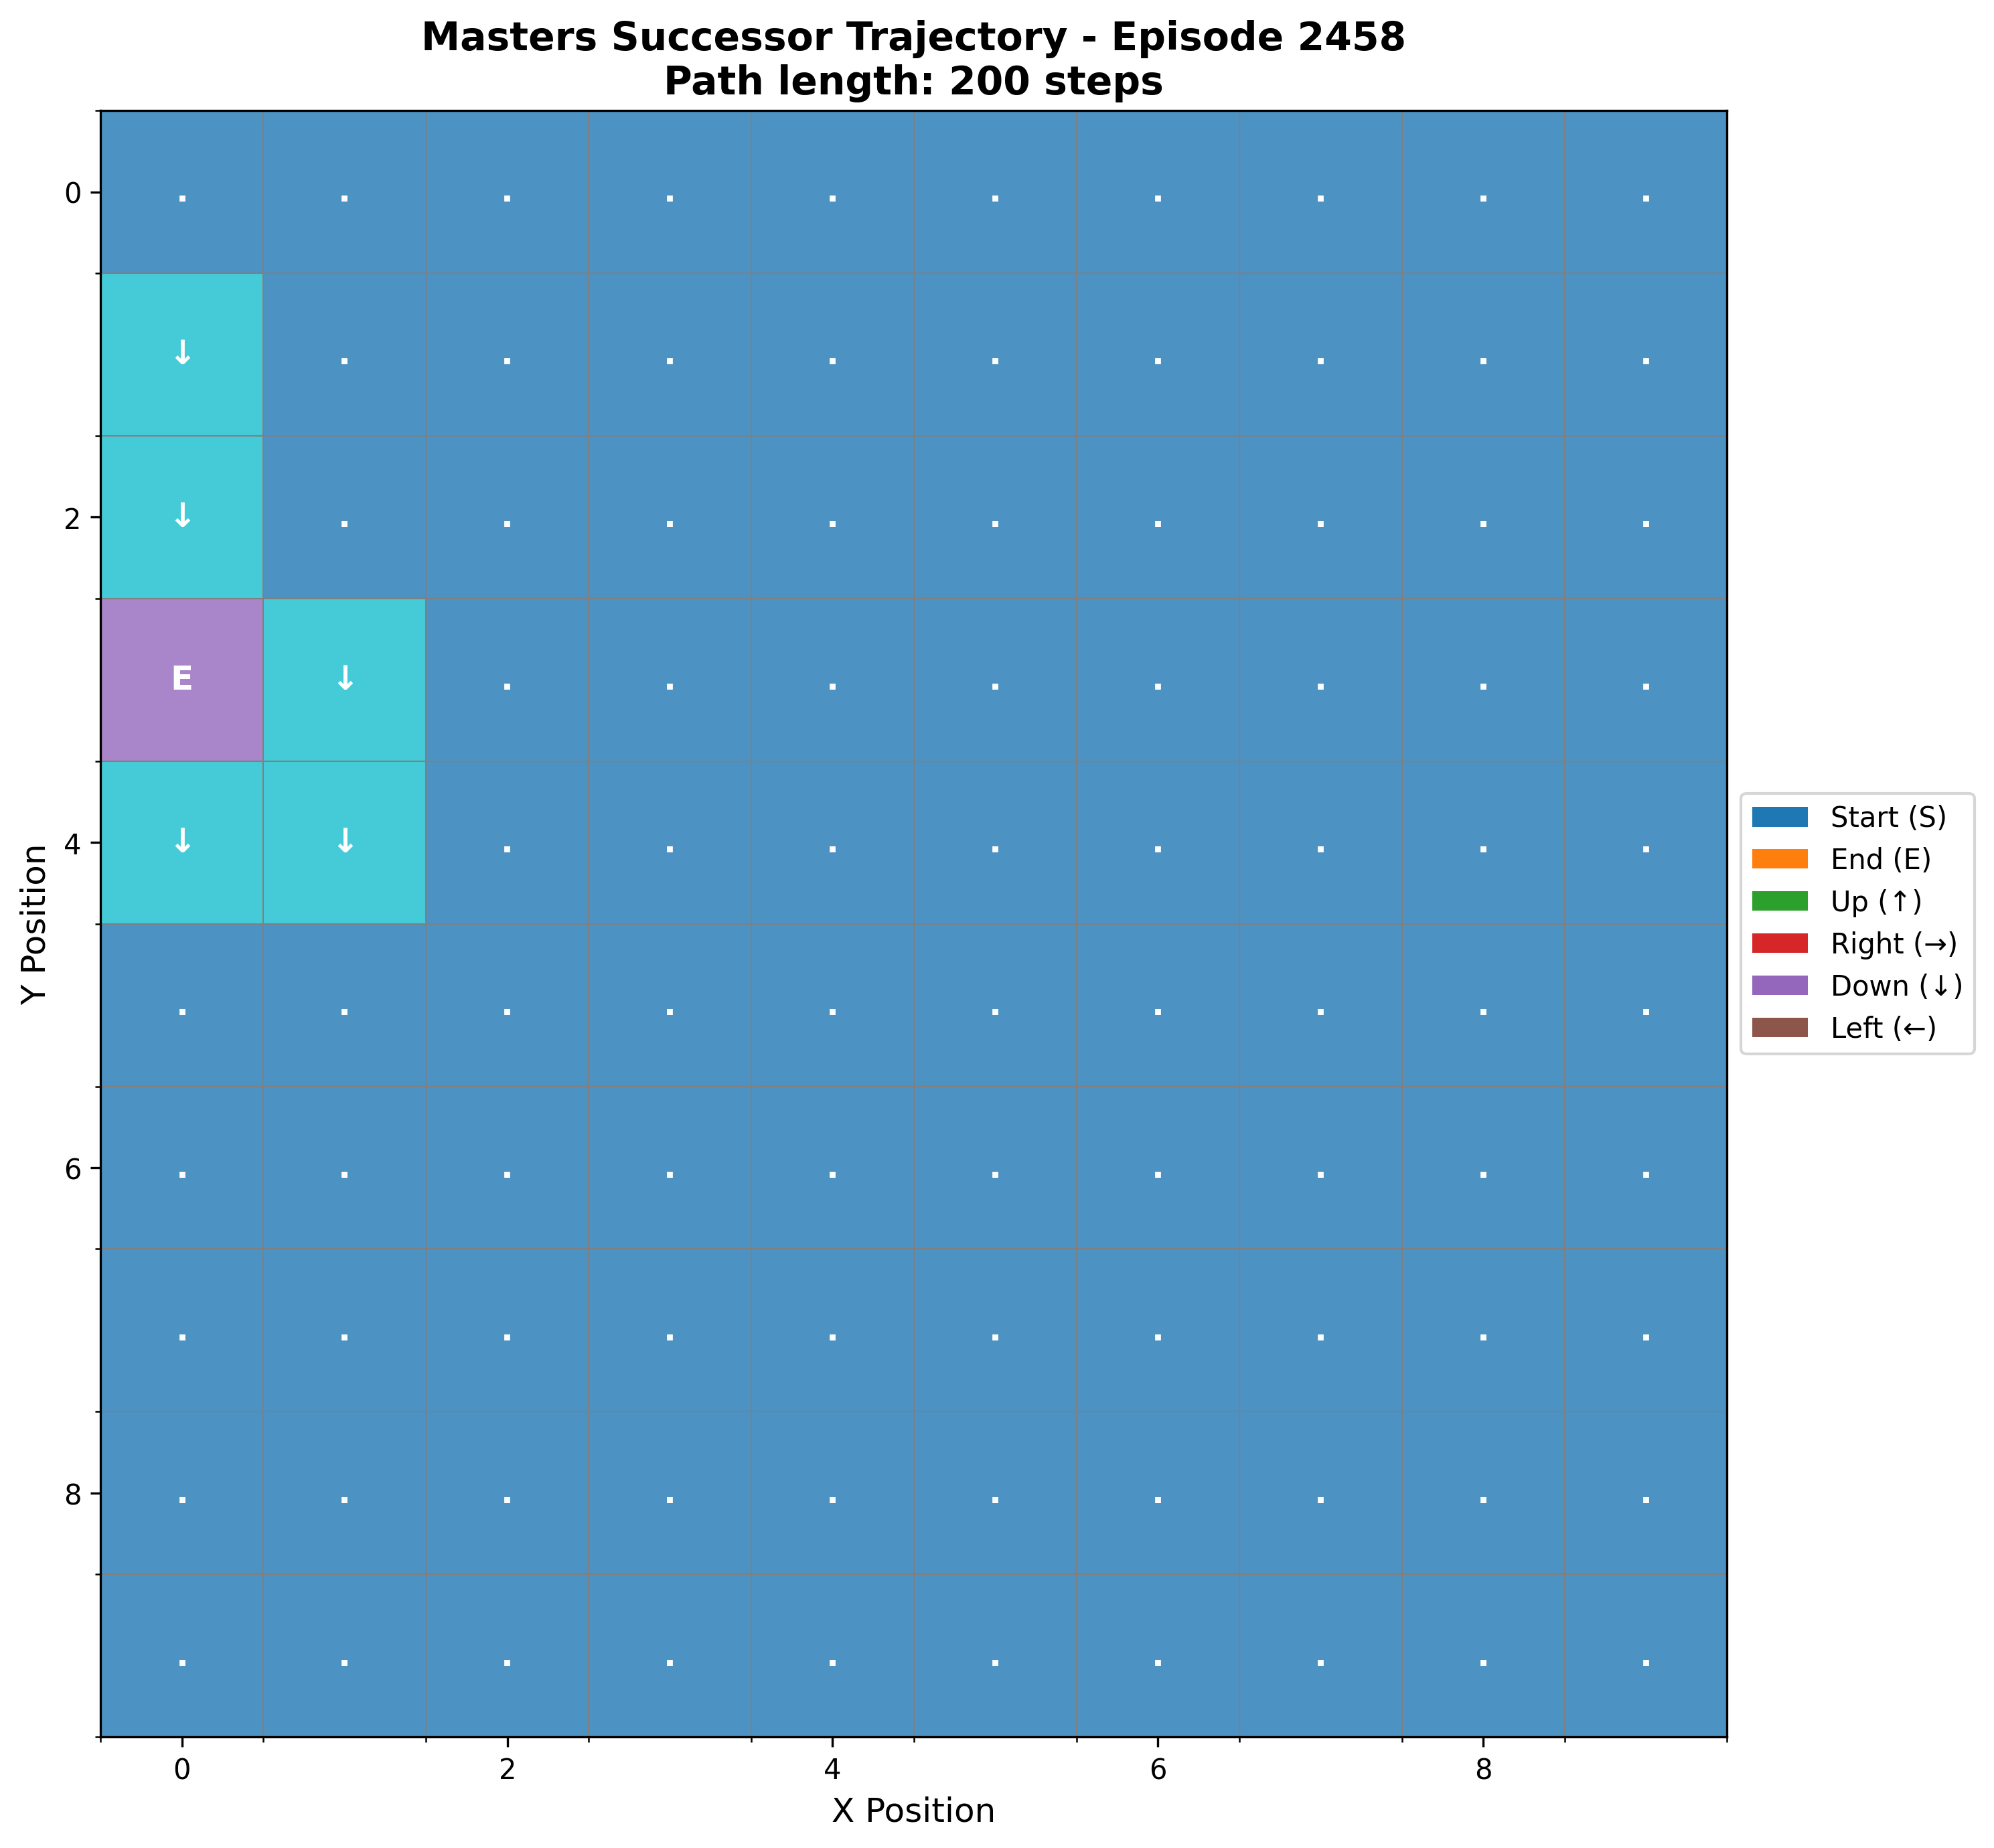 Masters Successor Trajectory - Episode 2458
Path length: 200 steps
0 . . . . . . . . . .
↓ . . . . . . . . .
2 ↓ . . . . . . . . .
E ↓ . . . . . . . .
4 ↓ ↓ . . . . . . . .
. . . . . . . . . .
6 . . . . . . . . . .
. . . . . . . . . .
8 . . . . . . . . . .
. . . . . . . . . .
0 2 4 6 8
X Position
Y Position
Start (S)
End (E)
Up (↑)
Right (→)
Down (↓)
Left (←)